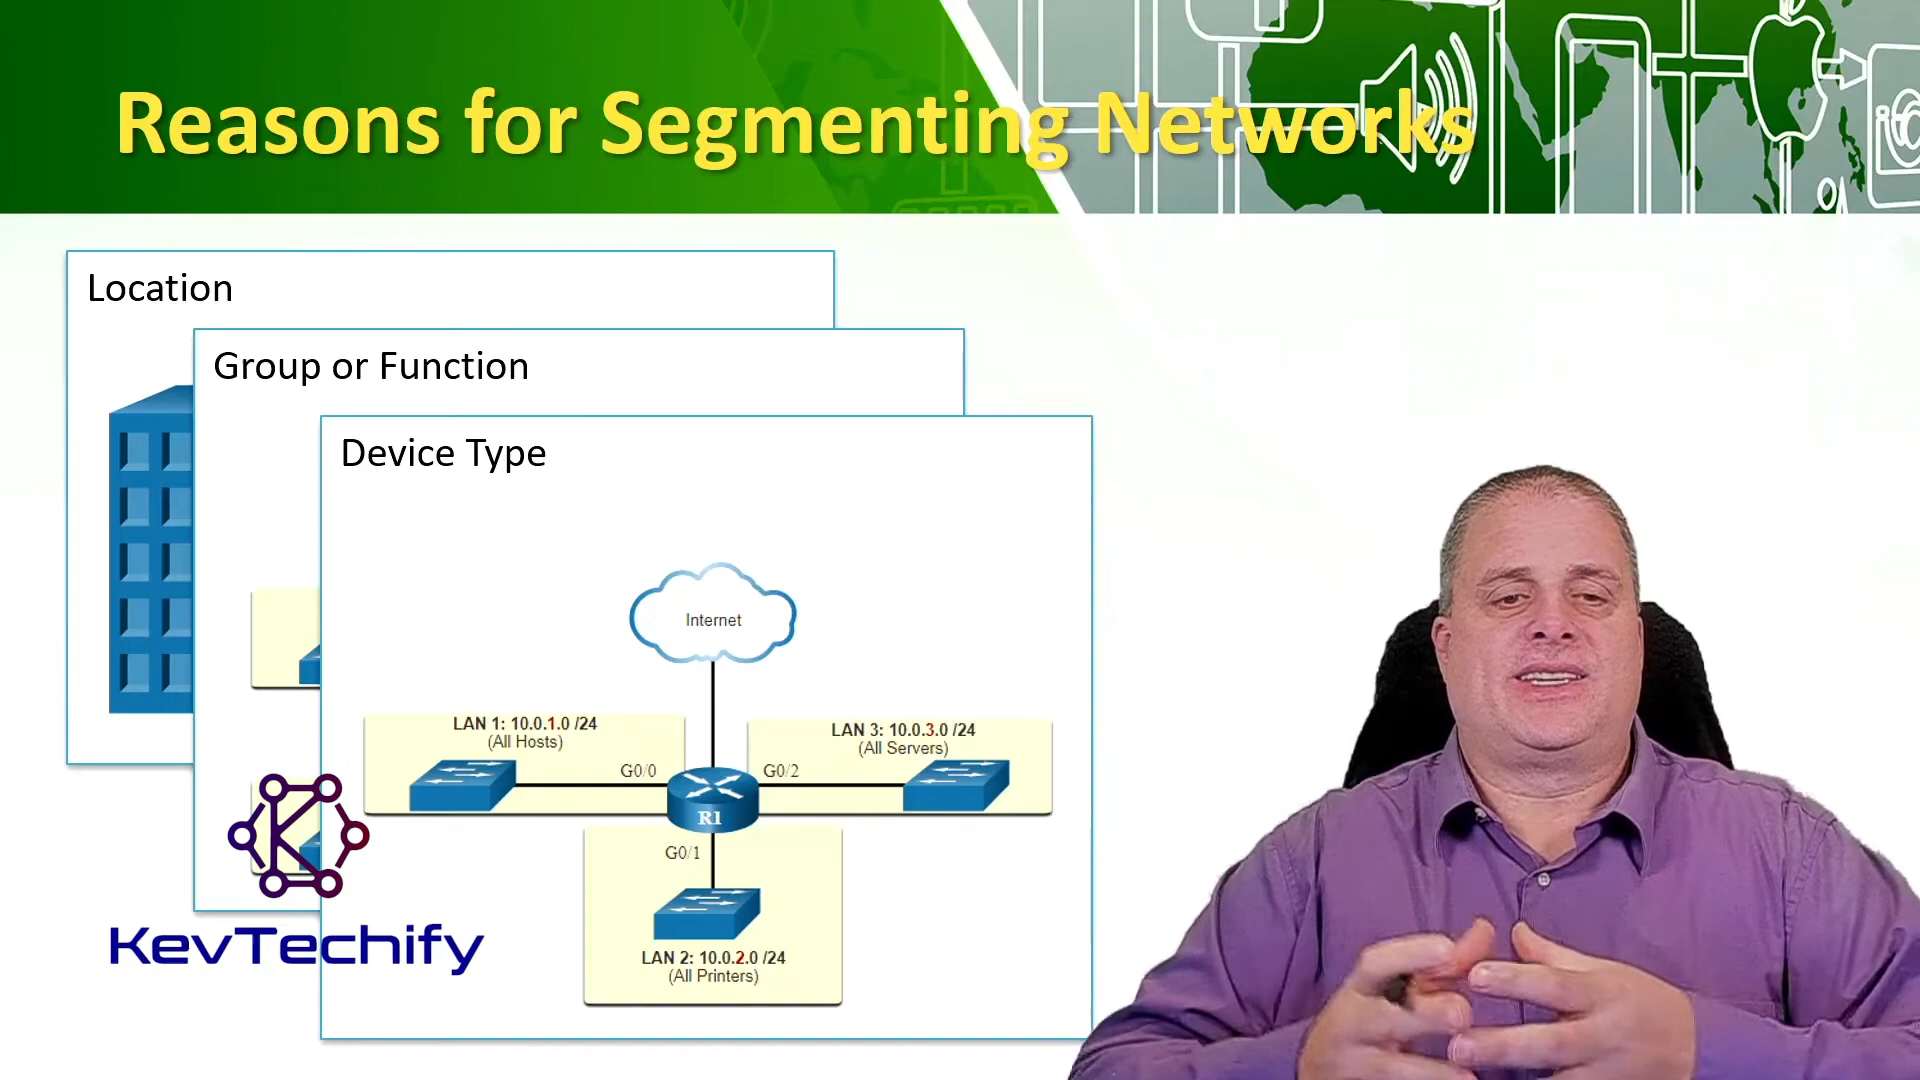 Reasons for Segmenting Networks
Location
Group or Function
Device Type
Internet
LAN 1: 10.0.1.0 /24
(All Hosts)
LAN 3: 10.0.3.0 /24
(All Servers)
G0/0
G0/2
R1
G0/1
LAN 2: 10.0.2.0 /24
(All Printers)
KevTechify